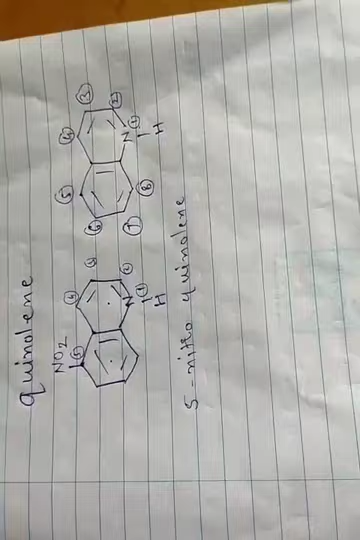 quinolene
NO2
5 4 3 2 1
N
H
6 5 4 3 2 1
7 8 N
H
5-nitro quinolene